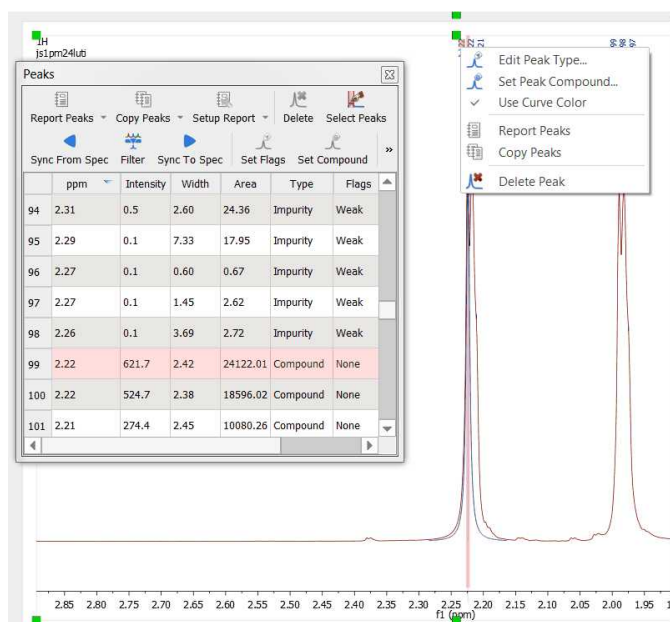 1H
js1pm24luti
22
22
21
99
98
97
Peaks
Report Peaks Copy Peaks Setup Report Delete Select Peaks
Sync From Spec Filter Sync To Spec Set Flags Set Compound »
ppm Intensity Width Area Type Flags
94 2.31 0.5 2.60 24.36 Impurity Weak
95 2.29 0.1 7.33 17.95 Impurity Weak
96 2.27 0.1 0.60 0.67 Impurity Weak
97 2.27 0.1 1.45 2.62 Impurity Weak
98 2.26 0.1 3.69 2.72 Impurity Weak
99 2.22 621.7 2.42 24122.01 Compound None
100 2.22 524.7 2.38 18596.02 Compound None
101 2.21 274.4 2.45 10080.26 Compound None
Edit Peak Type...
Set Peak Compound...
Use Curve Color
Report Peaks
Copy Peaks
Delete Peak
2.85 2.80 2.75 2.70 2.65 2.60 2.55 2.50 2.45 2.40 2.35 2.30 2.25 2.20 2.15 2.10 2.05 2.00 1.95
f1 (ppm)